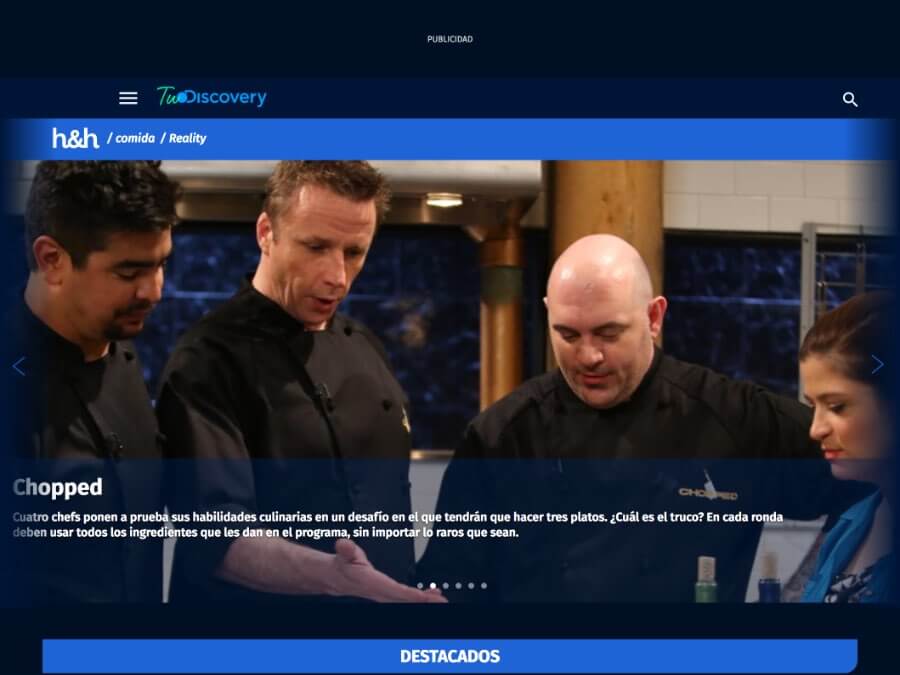 PUBLICIDAD
TuDiscovery
h&h / comida / Reality
CHOPPED
Chopped
Cuatro chefs ponen a prueba sus habilidades culinarias en un desafío en el que tendrán que hacer tres platos. ¿Cuál es el truco? En cada ronda
deben usar todos los ingredientes que les dan en el programa, sin importar lo raros que sean.
DESTACADOS